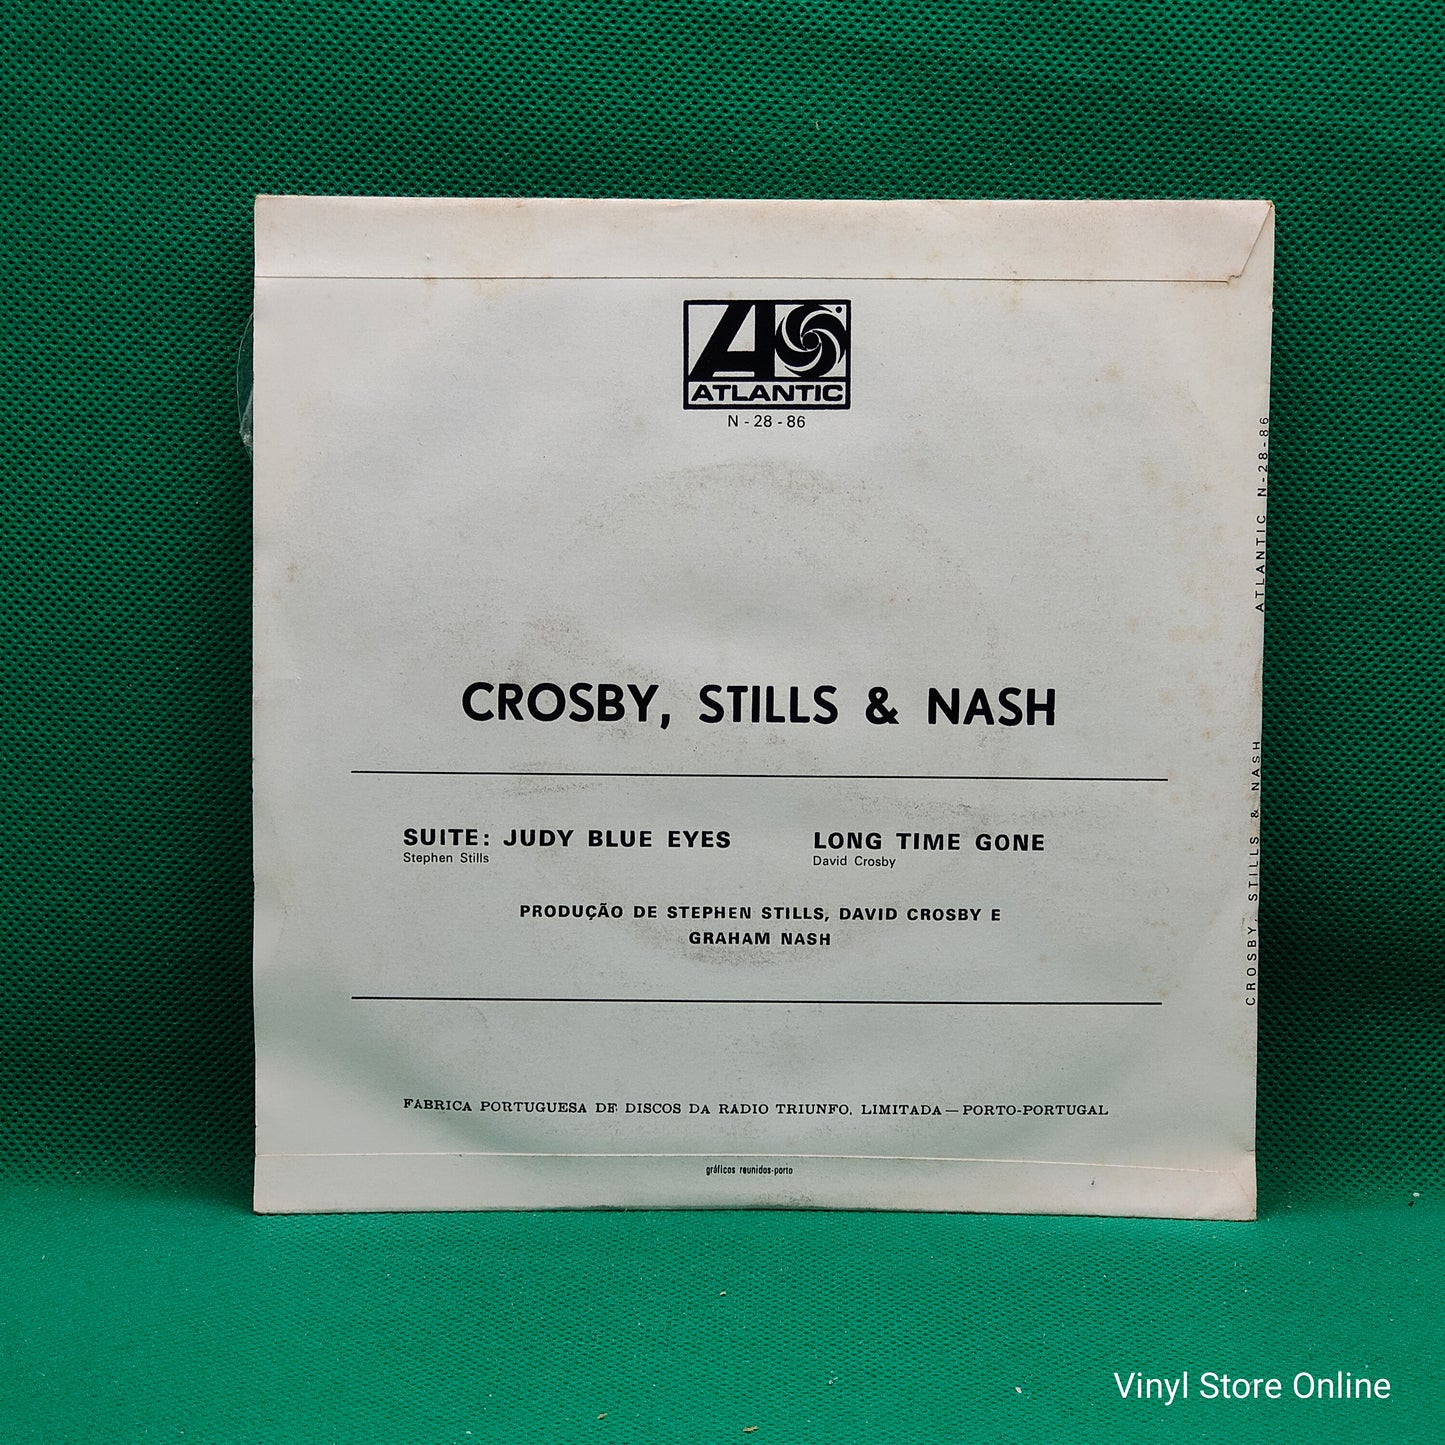 ATLANTIC
N - 28 - 86
CROSBY, STILLS & NASH
SUITE: JUDY BLUE EYES
Stephen Stills
LONG TIME GONE
David Crosby
PRODUÇÃO DE STEPHEN STILLS, DAVID CROSBY E
GRAHAM NASH
FABRICA PORTUGUESA DE DISCOS DA RADIO TRIUNFO, LIMITADA — PORTO-PORTUGAL
gráficos reunidos-porto
CROSBY, STILLS & NASH ATLANTIC N-28-86
Vinyl Store Online